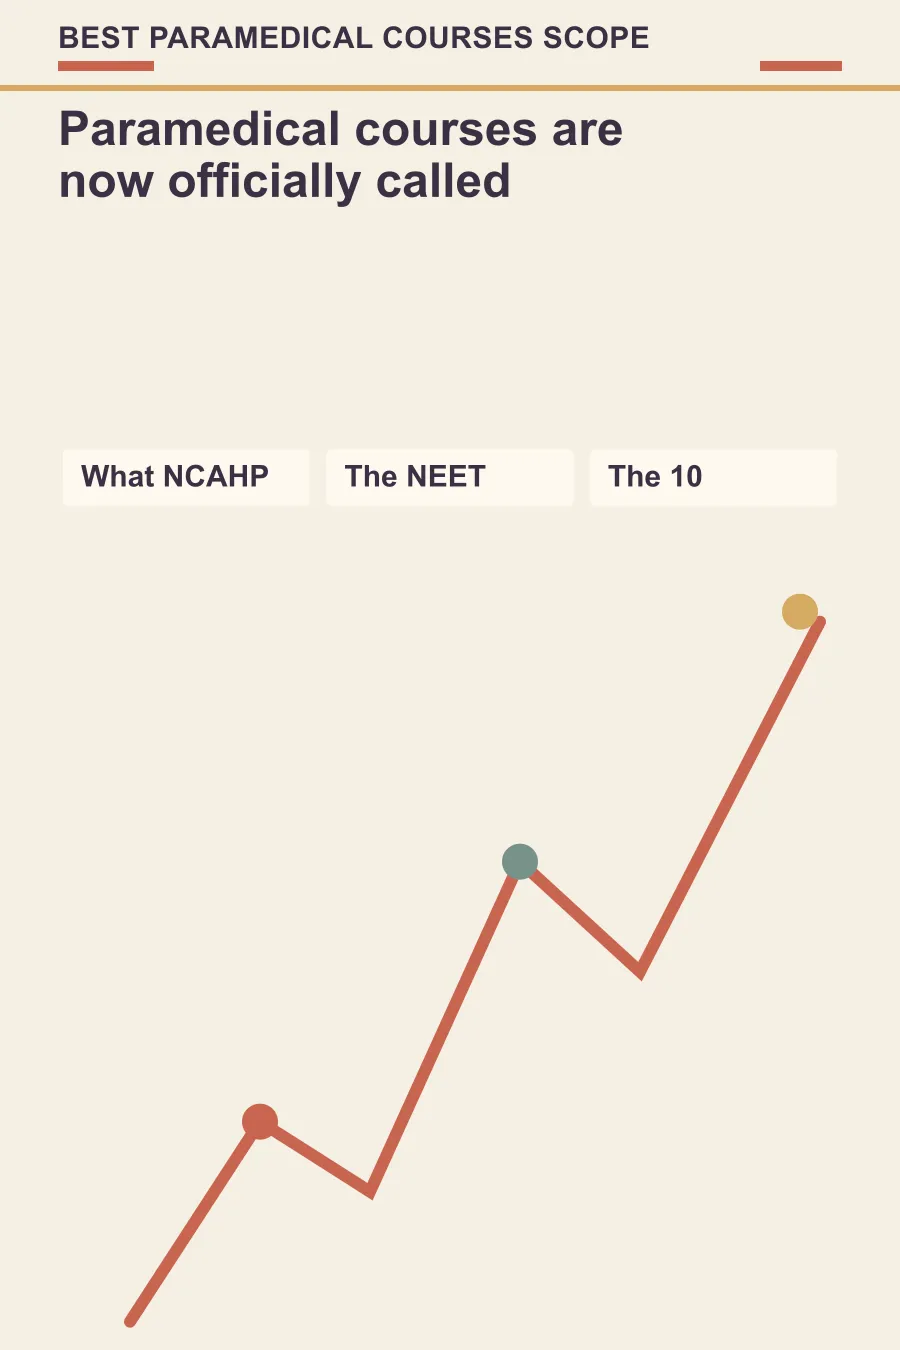 BEST PARAMEDICAL COURSES SCOPE
Paramedical courses are
now officially called
What NCAHP
The NEET
The 10